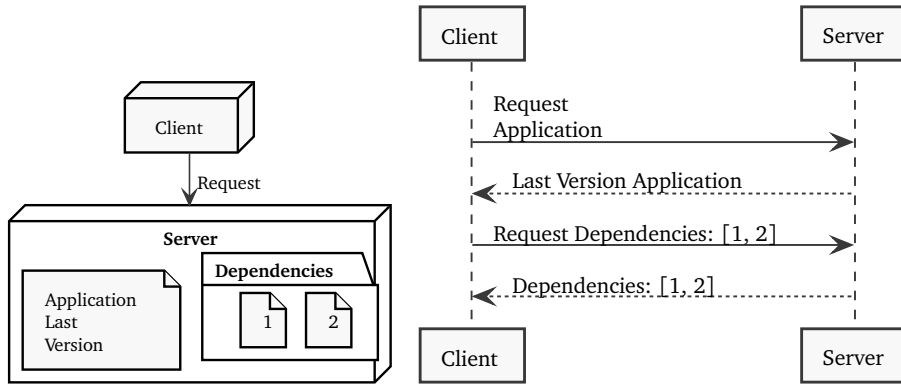 Client
Request
Server
Dependencies
Application
Last
Version
1
2
Client
Server
Request
Application
Last Version Application
Request Dependencies: [1, 2]
Dependencies: [1, 2]
Client
Server